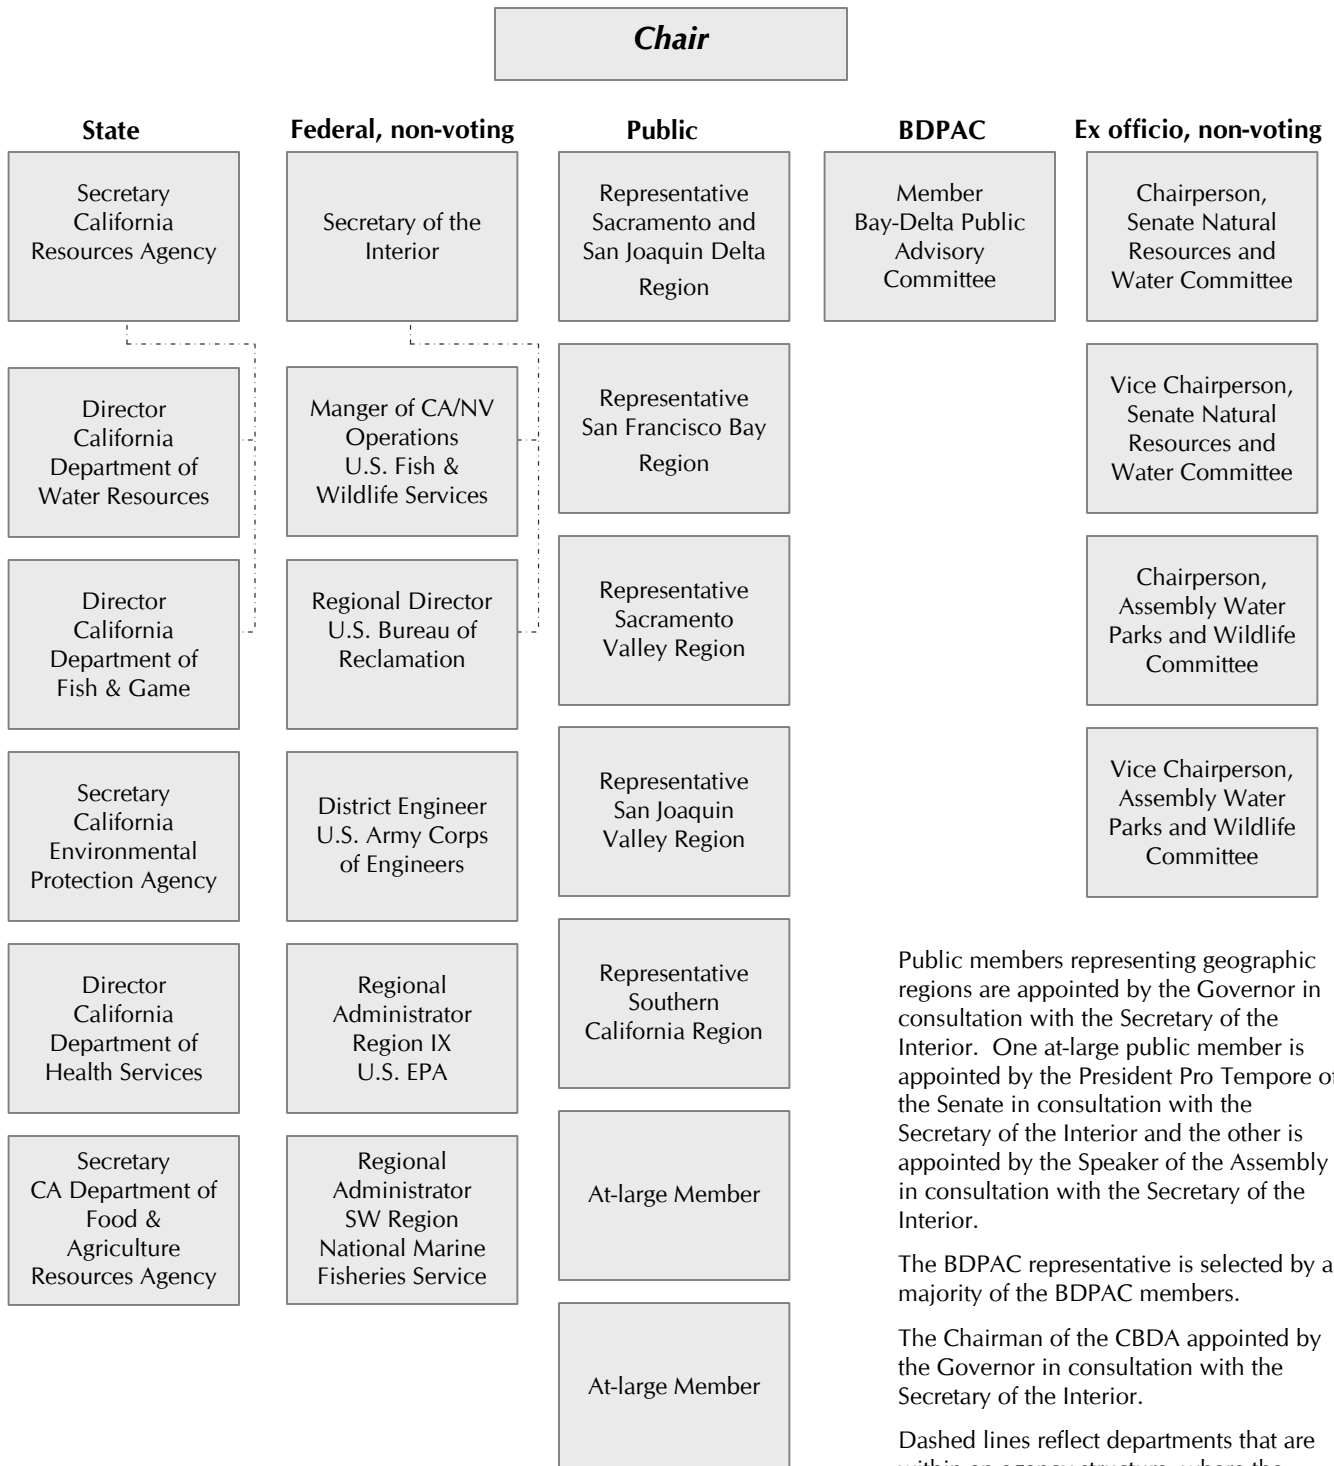 Chair
State
Secretary
California
Resources Agency
Director
California
Department of
Water Resources
Director
California
Department of
Fish & Game
Secretary
California
Environmental
Protection Agency
Director
California
Department of
Health Services
Secretary
CA Department of
Food &
Agriculture
Resources Agency
Federal, non-voting
Secretary of the
Interior
Manger of CA/NV
Operations
U.S. Fish &
Wildlife Services
Regional Director
U.S. Bureau of
Reclamation
District Engineer
U.S. Army Corps
of Engineers
Regional
Administrator
Region IX
U.S. EPA
Regional
Administrator
SW Region
National Marine
Fisheries Service
Public
Representative
Sacramento and
San Joaquin Delta
Region
Representative
San Francisco Bay
Region
Representative
Sacramento
Valley Region
Representative
San Joaquin
Valley Region
Representative
Southern
California Region
At-large Member
At-large Member
BDPAC
Member
Bay-Delta Public
Advisory
Committee
Ex officio, non-voting
Chairperson,
Senate Natural
Resources and
Water Committee
Vice Chairperson,
Senate Natural
Resources and
Water Committee
Chairperson,
Assembly Water
Parks and Wildlife
Committee
Vice Chairperson,
Assembly Water
Parks and Wildlife
Committee
Public members representing geographic
regions are appointed by the Governor in
consultation with the Secretary of the
Interior. One at-large public member is
appointed by the President Pro Tempore of
the Senate in consultation with the
Secretary of the Interior and the other is
appointed by the Speaker of the Assembly
in consultation with the Secretary of the
Interior.
The BDPAC representative is selected by a
majority of the BDPAC members.
The Chairman of the CBDA appointed by
the Governor in consultation with the
Secretary of the Interior.
Dashed lines reflect departments that are
within an agency structure, where the